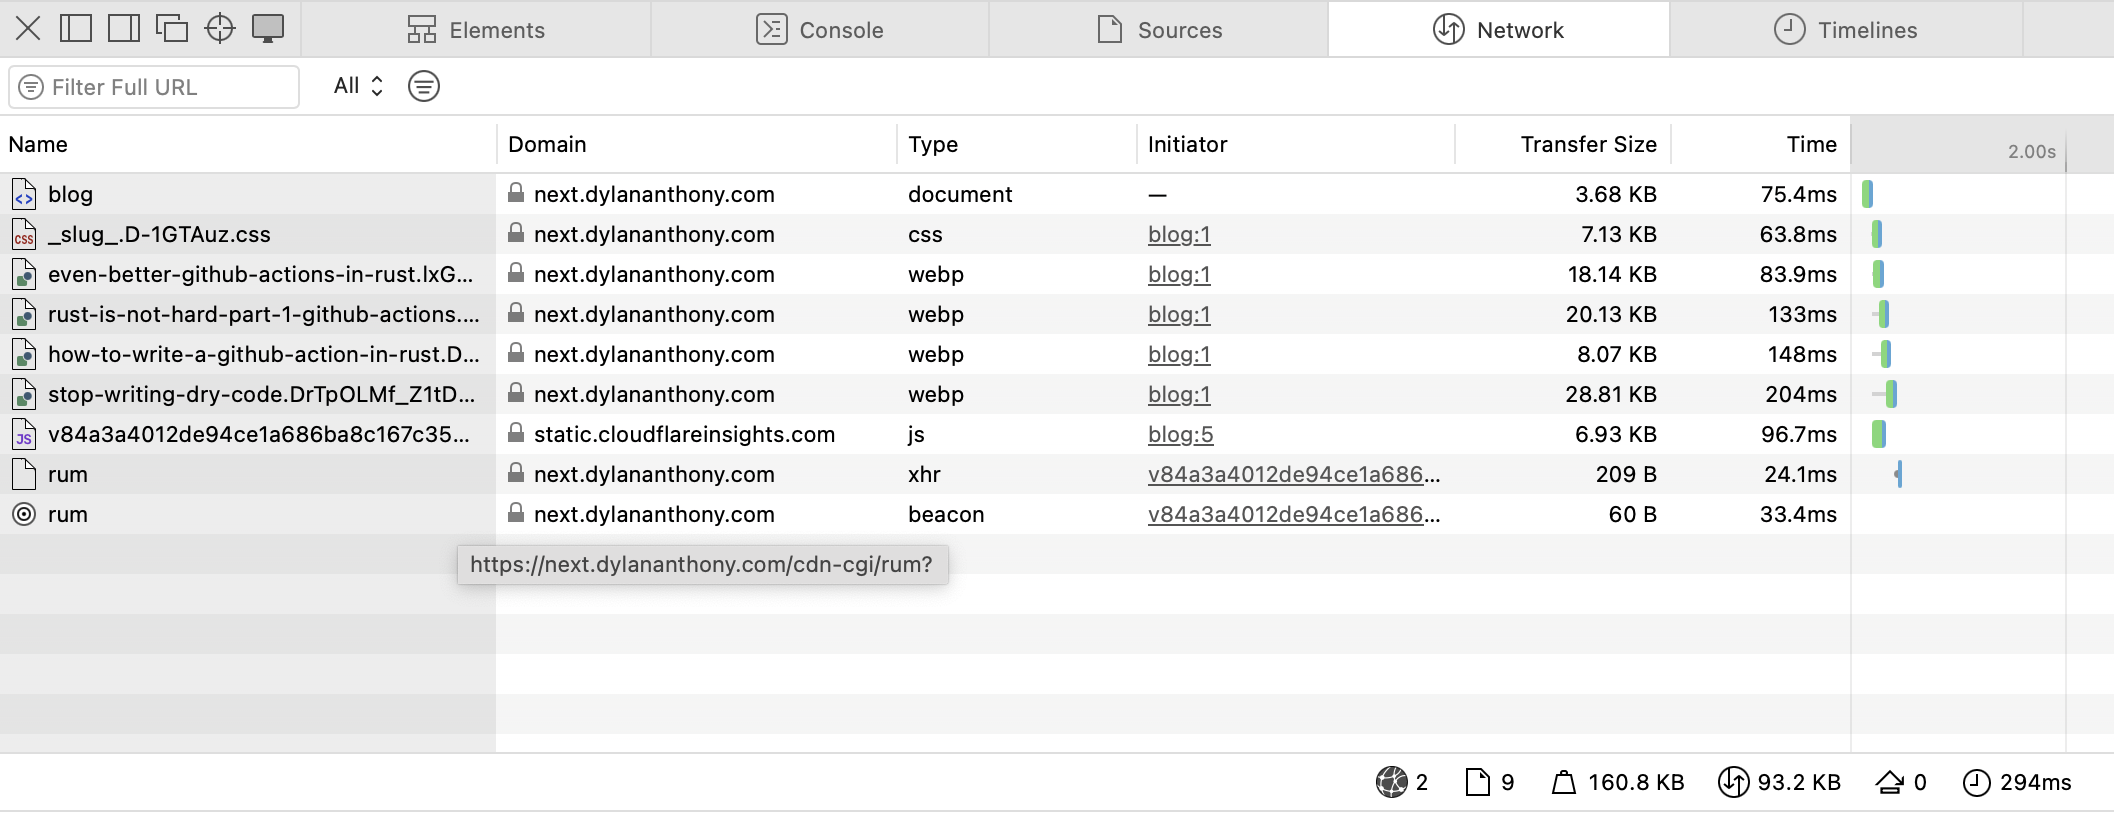 Elements Console Sources Network Timelines
Filter Full URL All
Name Domain Type Initiator Transfer Size Time 2.00s
blog next.dylananthony.com document — 3.68 KB 75.4ms
_slug_.D-1GTAuz.css next.dylananthony.com css blog:1 7.13 KB 63.8ms
even-better-github-actions-in-rust.lxG... next.dylananthony.com webp blog:1 18.14 KB 83.9ms
rust-is-not-hard-part-1-github-actions.... next.dylananthony.com webp blog:1 20.13 KB 133ms
how-to-write-a-github-action-in-rust.D... next.dylananthony.com webp blog:1 8.07 KB 148ms
stop-writing-dry-code.DrTpOLMf_Z1tD... next.dylananthony.com webp blog:1 28.81 KB 204ms
v84a3a4012de94ce1a686ba8c167c35... static.cloudflareinsights.com js blog:5 6.93 KB 96.7ms
rum next.dylananthony.com xhr v84a3a4012de94ce1a686... 209 B 24.1ms
rum next.dylananthony.com beacon v84a3a4012de94ce1a686... 60 B 33.4ms
https://next.dylananthony.com/cdn-cgi/rum?
2 9 160.8 KB 93.2 KB 0 294ms